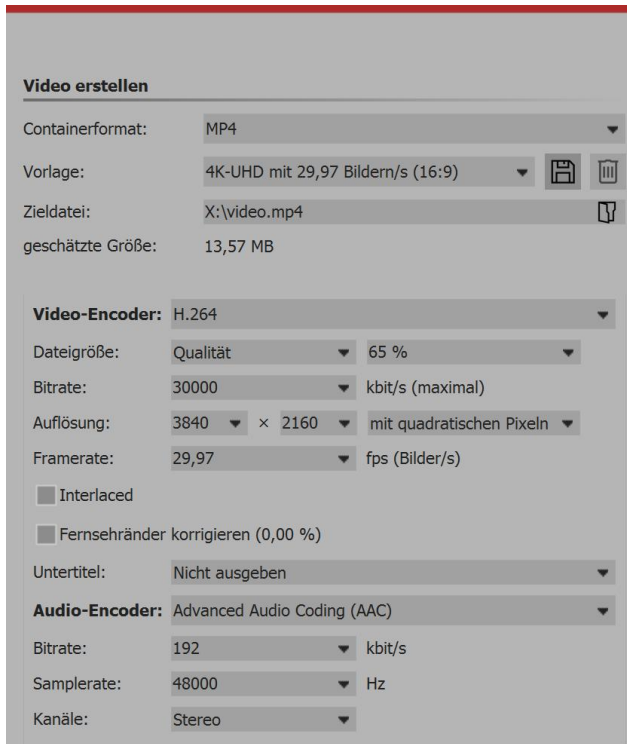 Video erstellen
Containerformat: MP4
Vorlage: 4K-UHD mit 29,97 Bildern/s (16:9)
Zieldatei: X:\video.mp4
geschätzte Größe: 13,57 MB
Video-Encoder: H.264
Dateigröße: Qualität 65 %
Bitrate: 30000 kbit/s (maximal)
Auflösung: 3840 × 2160 mit quadratischen Pixeln
Framerate: 29,97 fps (Bilder/s)
Interlaced
Fernsehränder korrigieren (0,00 %)
Untertitel: Nicht ausgeben
Audio-Encoder: Advanced Audio Coding (AAC)
Bitrate: 192 kbit/s
Samplerate: 48000 Hz
Kanäle: Stereo